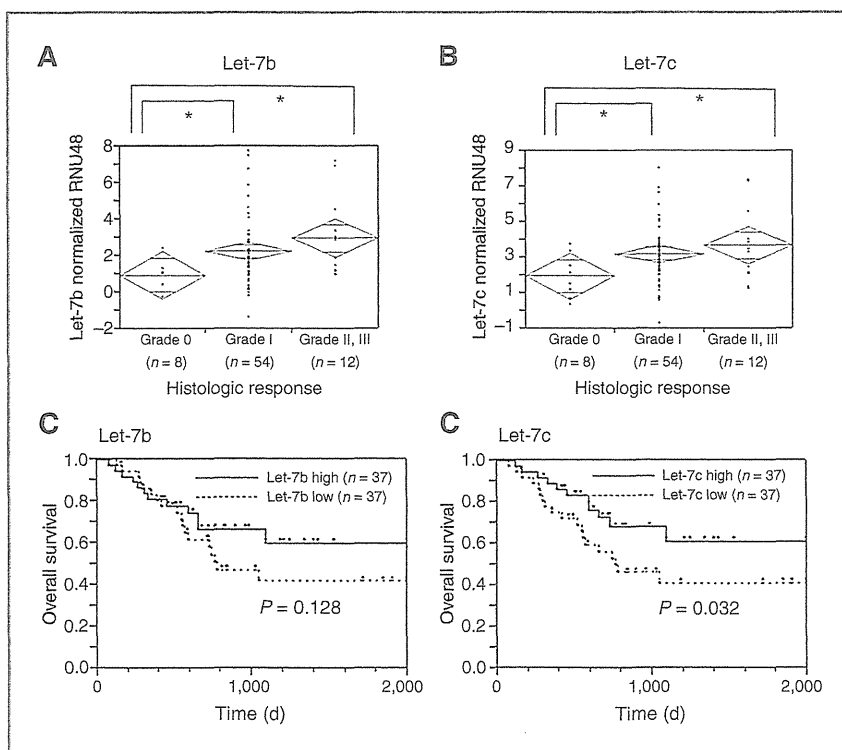 A
Let-7b
*
*
Let-7b normalized RNU48
8
6
4
2
0
−2
Grade 0
Grade I
Grade II, III
(n = 8)
(n = 54)
(n = 12)
Histologic response
B
Let-7c
*
*
Let-7c normalized RNU48
9
7
5
3
1
−1
Grade 0
Grade I
Grade II, III
(n = 8)
(n = 54)
(n = 12)
Histologic response
C
Let-7b
Overall survival
1.0
0.8
0.6
0.4
0.2
0.0
Let-7b high (n = 37)
Let-7b low (n = 37)
P = 0.128
0
1,000
2,000
Time (d)
C
Let-7c
Overall survival
1.0
0.8
0.6
0.4
0.2
0.0
Let-7c high (n = 37)
Let-7c low (n = 37)
P = 0.032
0
1,000
2,000
Time (d)